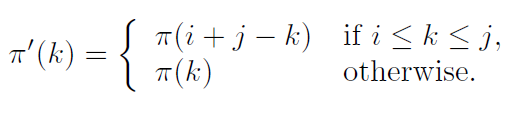 π′(k) = { π(i + j − k) if i ≤ k ≤ j,
π(k) otherwise.